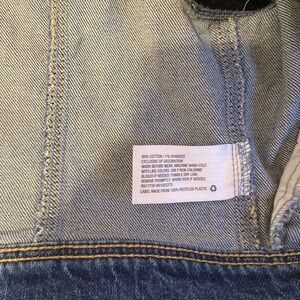 99% COTTON / 1% SPANDEX
EXCLUSIVE OF DECORATION
WASH BEFORE WEAR. MACHINE WASH COLD
WITH LIKE COLORS. ONLY NON-CHLORINE
BLEACH IF NEEDED. TUMBLE DRY LOW.
REMOVE PROMPTLY. WARM IRON IF NEEDED
LABEL MADE FROM 100% RECYCLED PLASTIC